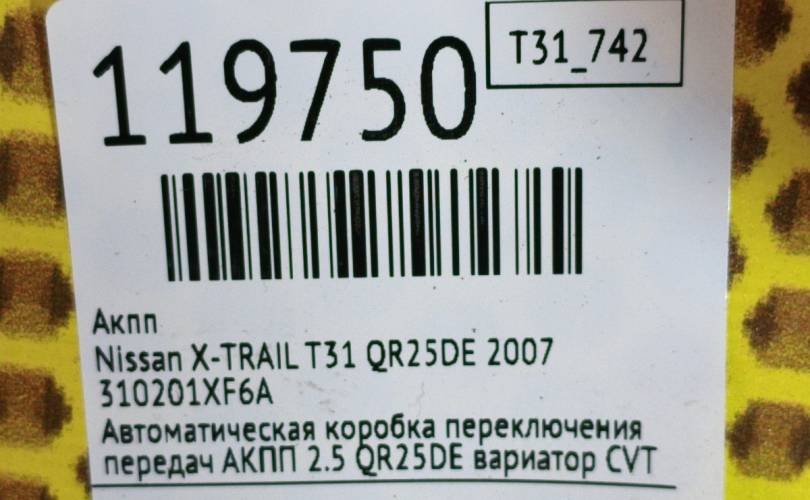 119750
T31_742
Акпп
Nissan X-TRAIL T31 QR25DE 2007
310201XF6A
Автоматическая коробка переключения
передач АКПП 2.5 QR25DE вариатор CVT